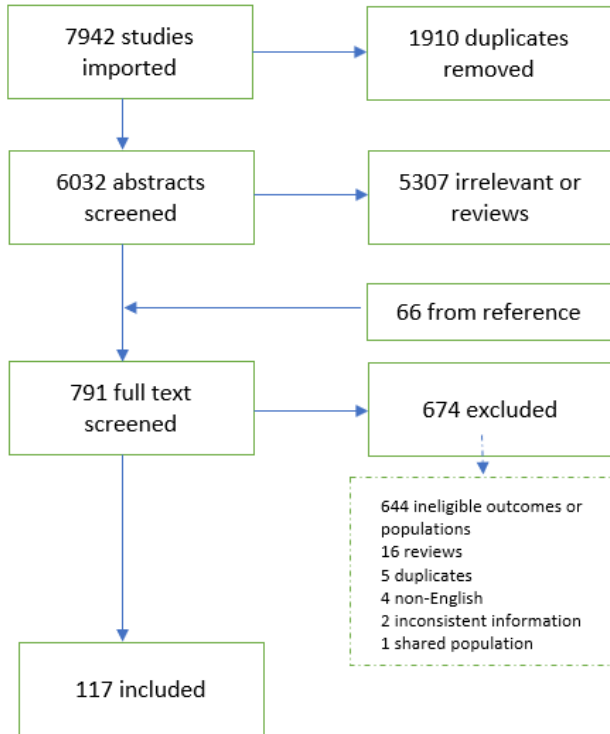 7942 studies
imported
1910 duplicates
removed
6032 abstracts
screened
5307 irrelevant or
reviews
66 from reference
791 full text
screened
674 excluded
644 ineligible outcomes or
populations
16 reviews
5 duplicates
4 non-English
2 inconsistent information
1 shared population
117 included